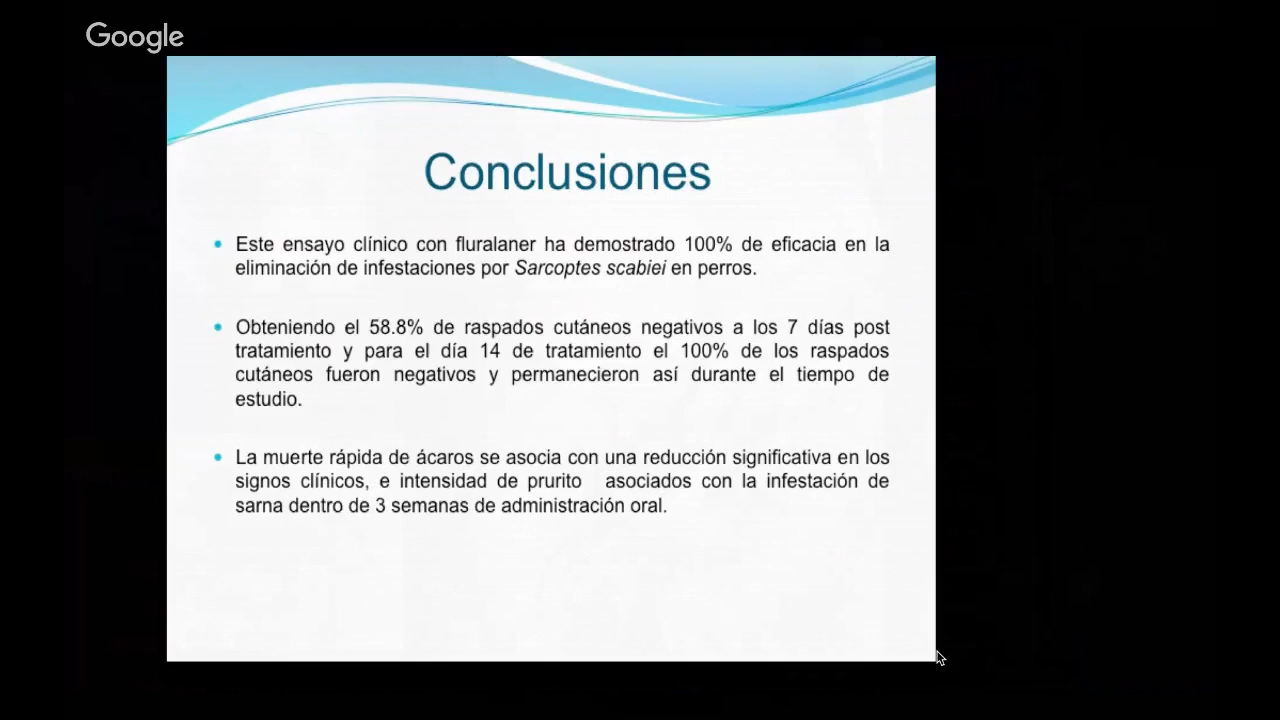 Google
Conclusiones
• Este ensayo clínico con fluralaner ha demostrado 100% de eficacia en la
eliminación de infestaciones por Sarcoptes scabiei en perros.
• Obteniendo el 58.8% de raspados cutáneos negativos a los 7 días post
tratamiento y para el día 14 de tratamiento el 100% de los raspados
cutáneos fueron negativos y permanecieron así durante el tiempo de
estudio.
• La muerte rápida de ácaros se asocia con una reducción significativa en los
signos clínicos, e intensidad de prurito asociados con la infestación de
sarna dentro de 3 semanas de administración oral.